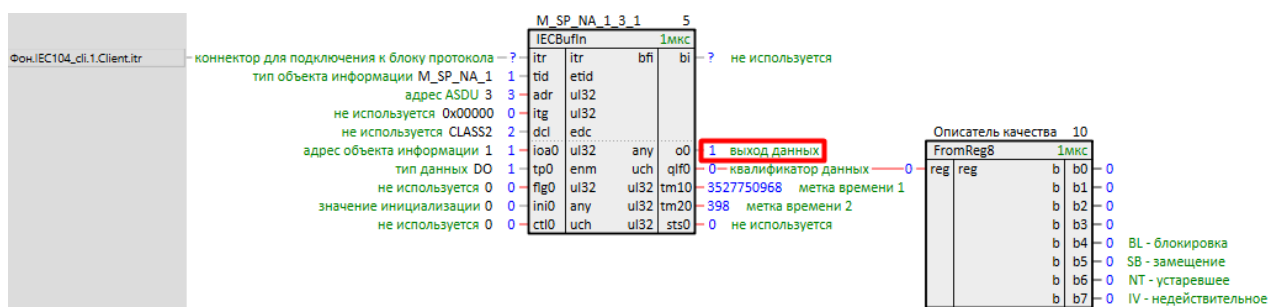 M_SP_NA_1_3_1 5
IECBufIn 1мкс
Фон.IEC104_cli.1.Client.itr коннектор для подключения к блоку протокола ? itr itr bfi bi ? не используется
тип объекта информации M_SP_NA_1 1 tid etid
адрес ASDU 3 3 adr ul32
не используется 0x00000 0 itg ul32
не используется CLASS2 2 dcl edc
адрес объекта информации 1 1 ioa0 ul32 any o0 1 выход данных
тип данных DO 1 tp0 enm uch qlf0 0 квалификатор данных 0
не используется 0 0 flg0 ul32 ul32 tm10 3527750968 метка времени 1
значение инициализации 0 0 ini0 any ul32 tm20 398 метка времени 2
не используется 0 0 ctl0 uch ul32 sts0 0 не используется
Описатель качества 10
FromReg8 1мкс
reg reg b b0 0
b b1 0
b b2 0
b b3 0
b b4 0 BL - блокировка
b b5 0 SB - замещение
b b6 0 NT - устаревшее
b b7 0 IV - недействительное